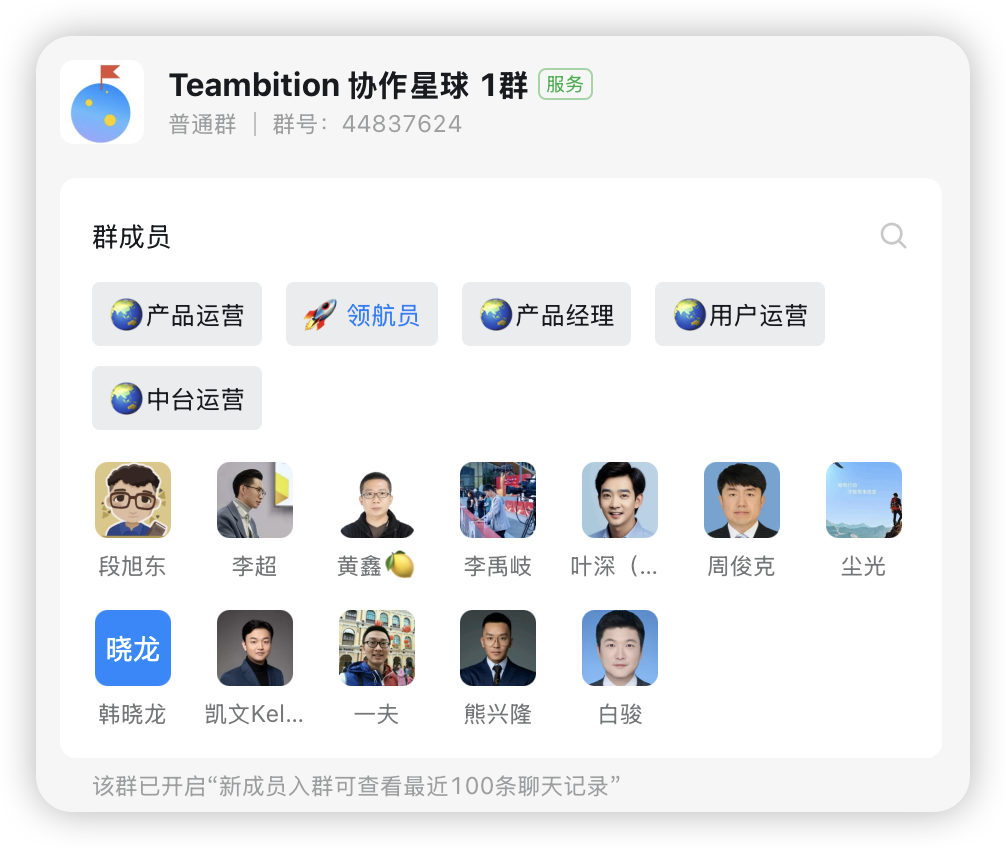 Teambition 协作星球 1群 服务
普通群 | 群号：44837624
群成员
产品运营 领航员 产品经理 用户运营
中台运营
段旭东 李超 黄鑫🍋 李禹岐 叶深（... 周俊克 尘光
晓龙
韩晓龙 凯文Kel... 一夫 熊兴隆 白骏
该群已开启“新成员入群可查看最近100条聊天记录”